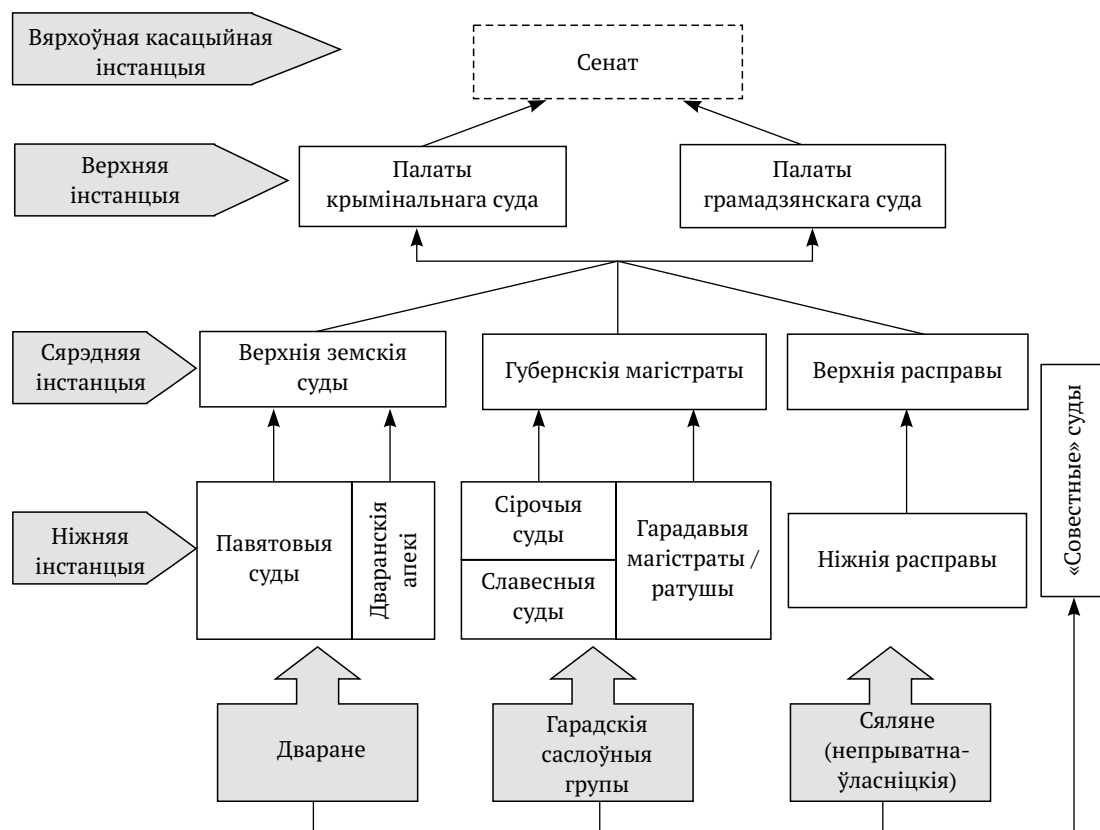 Вярхоўная касацыйная
інстанцыя
Сенат
Верхняя
інстанцыя
Палаты
крымінальнага суда
Палаты
грамадзянскага суда
Сярэдняя
інстанцыя
Верхнія земскія
суды
Губернскія магістраты
Верхнія расправы
«Совестные» суды
Ніжняя
інстанцыя
Павятовыя
суды
Дваранскія
апекі
Сірочыя
суды
Славесныя
суды
Гарадавыя
магістраты /
ратушы
Ніжнія расправы
Дваране
Гарадскія
саслоўныя
групы
Сяляне
(непрыватна-
ўласніцкія)